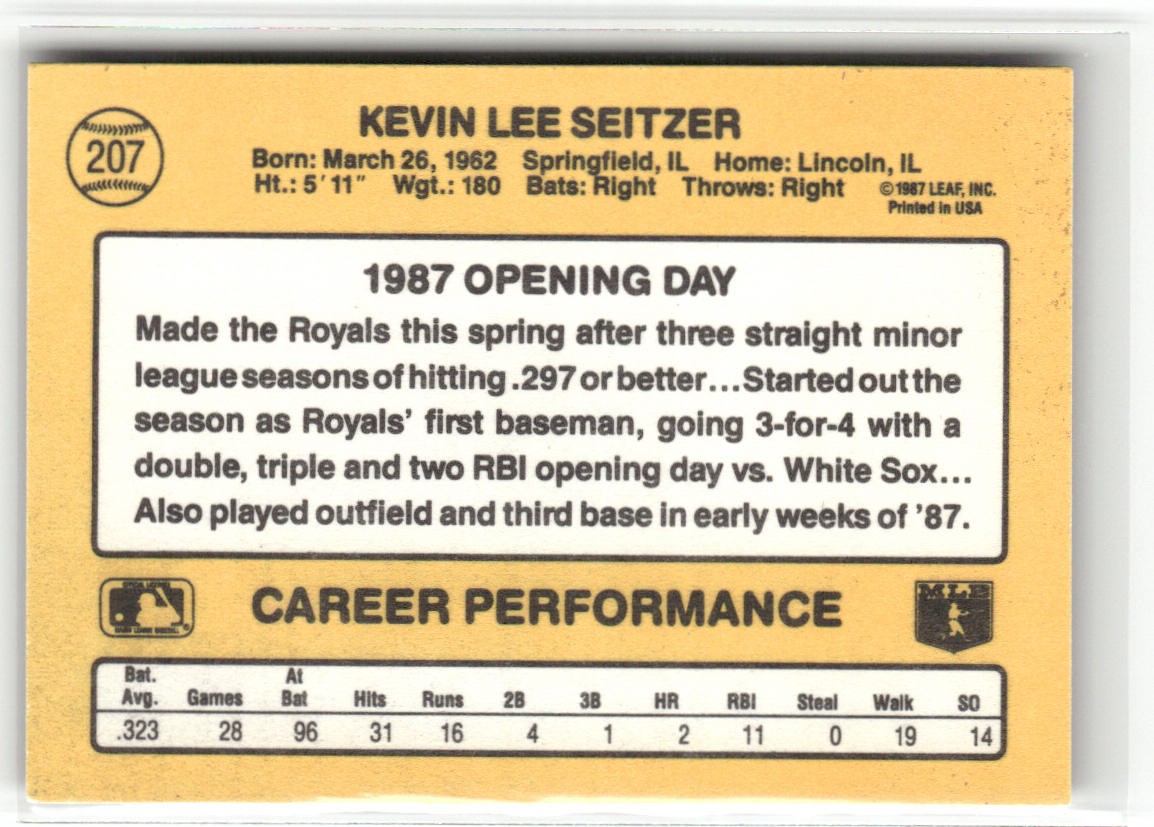 207
KEVIN LEE SEITZER
Born: March 26, 1962 Springfield, IL Home: Lincoln, IL
Ht.: 5'11" Wgt.: 180 Bats: Right Throws: Right © 1987 LEAF, INC.
Printed in USA
1987 OPENING DAY
Made the Royals this spring after three straight minor
league seasons of hitting .297 or better...Started out the
season as Royals' first baseman, going 3-for-4 with a
double, triple and two RBI opening day vs. White Sox...
Also played outfield and third base in early weeks of '87.
CAREER PERFORMANCE
MLB
Bat. Avg. Games At Bat Hits Runs 2B 3B HR RBI Steal Walk SO
.323 28 96 31 16 4 1 2 11 0 19 14